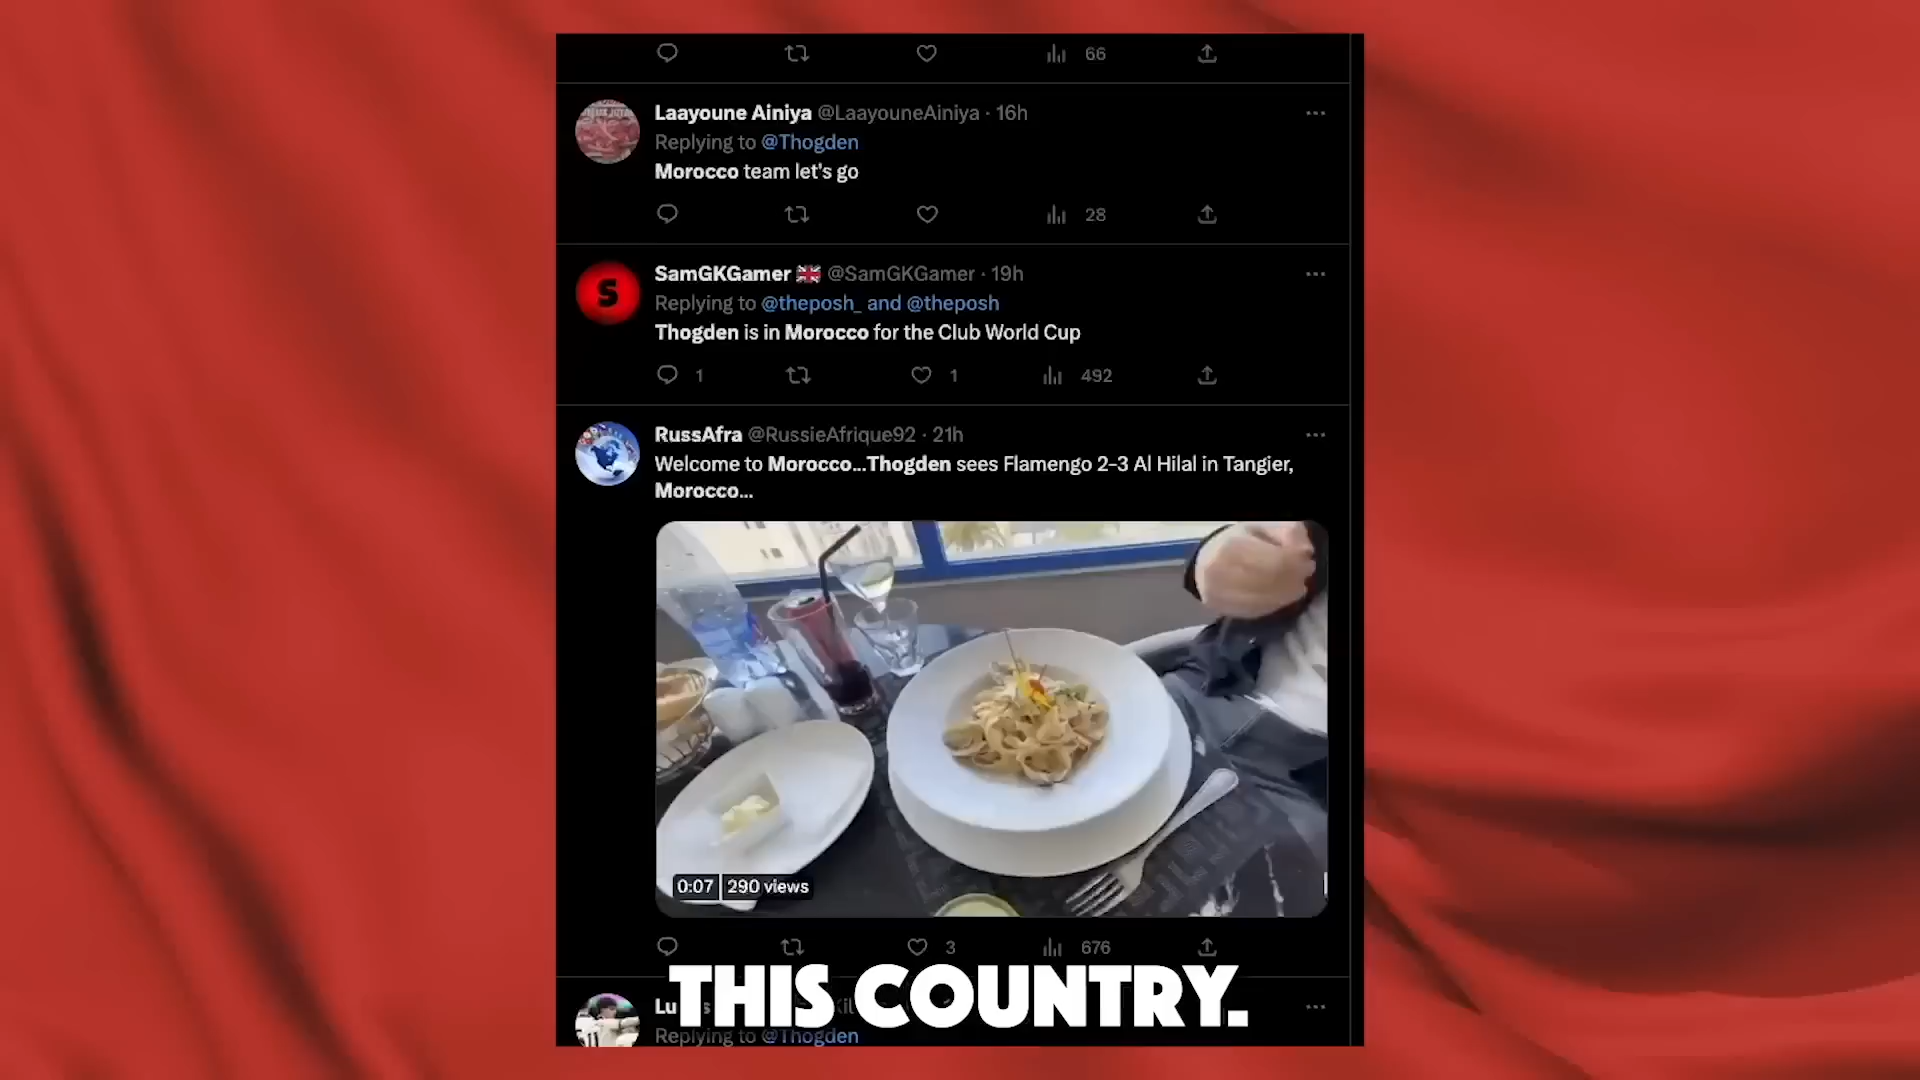 66
Laayoune Ainiya @LaayouneAiniya · 16h
Replying to @Thogden
Morocco team let's go
28
S
SamGKGamer 🇬🇧 @SamGKGamer · 19h
Replying to @theposh_ and @theposh
Thogden is in Morocco for the Club World Cup
1 1 492
RussAfra @RussieAfrique92 · 21h
Welcome to Morocco...Thogden sees Flamengo 2-3 Al Hilal in Tangier,
Morocco...
0:07 290 views
3 676
THIS COUNTRY.
Replying to @Thogden